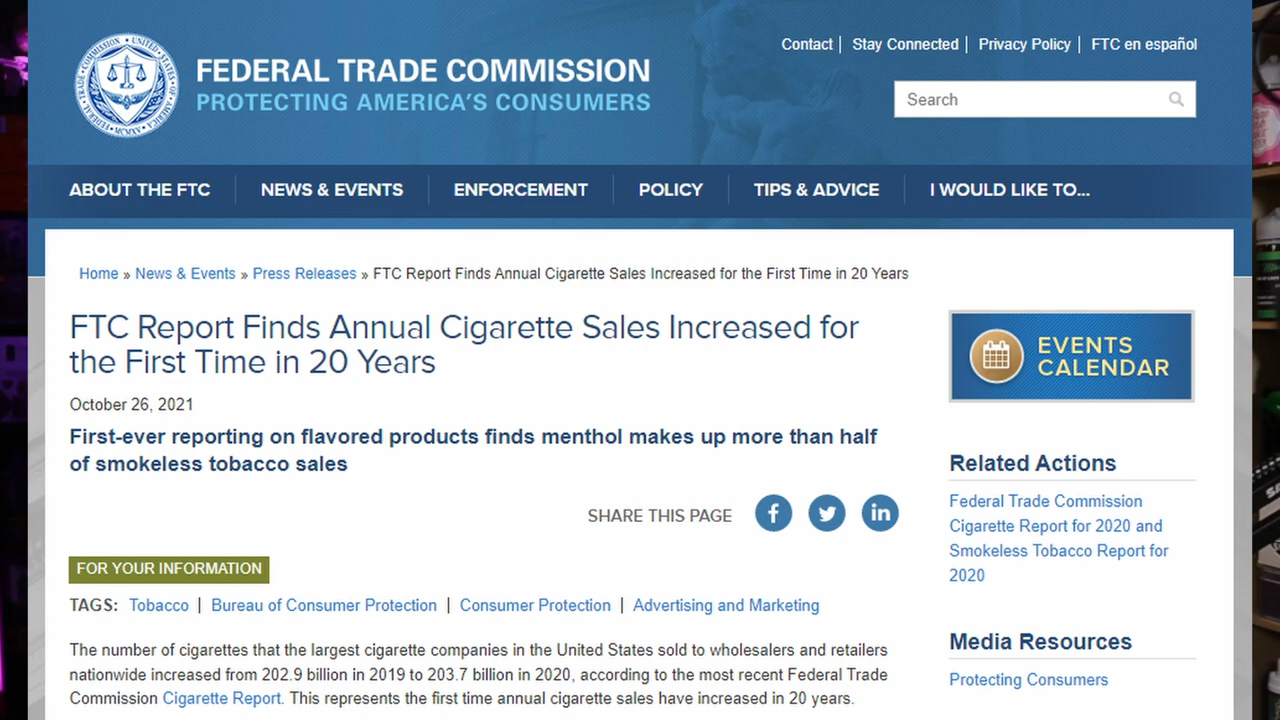 Contact | Stay Connected | Privacy Policy | FTC en español
FEDERAL TRADE COMMISSION
PROTECTING AMERICA'S CONSUMERS
Search
ABOUT THE FTC
NEWS & EVENTS
ENFORCEMENT
POLICY
TIPS & ADVICE
I WOULD LIKE TO...
Home » News & Events » Press Releases » FTC Report Finds Annual Cigarette Sales Increased for the First Time in 20 Years
FTC Report Finds Annual Cigarette Sales Increased for
the First Time in 20 Years
October 26, 2021
First-ever reporting on flavored products finds menthol makes up more than half
of smokeless tobacco sales
SHARE THIS PAGE
FOR YOUR INFORMATION
TAGS: Tobacco | Bureau of Consumer Protection | Consumer Protection | Advertising and Marketing
The number of cigarettes that the largest cigarette companies in the United States sold to wholesalers and retailers
nationwide increased from 202.9 billion in 2019 to 203.7 billion in 2020, according to the most recent Federal Trade
Commission Cigarette Report. This represents the first time annual cigarette sales have increased in 20 years.
EVENTS
CALENDAR
Related Actions
Federal Trade Commission
Cigarette Report for 2020 and
Smokeless Tobacco Report for
2020
Media Resources
Protecting Consumers